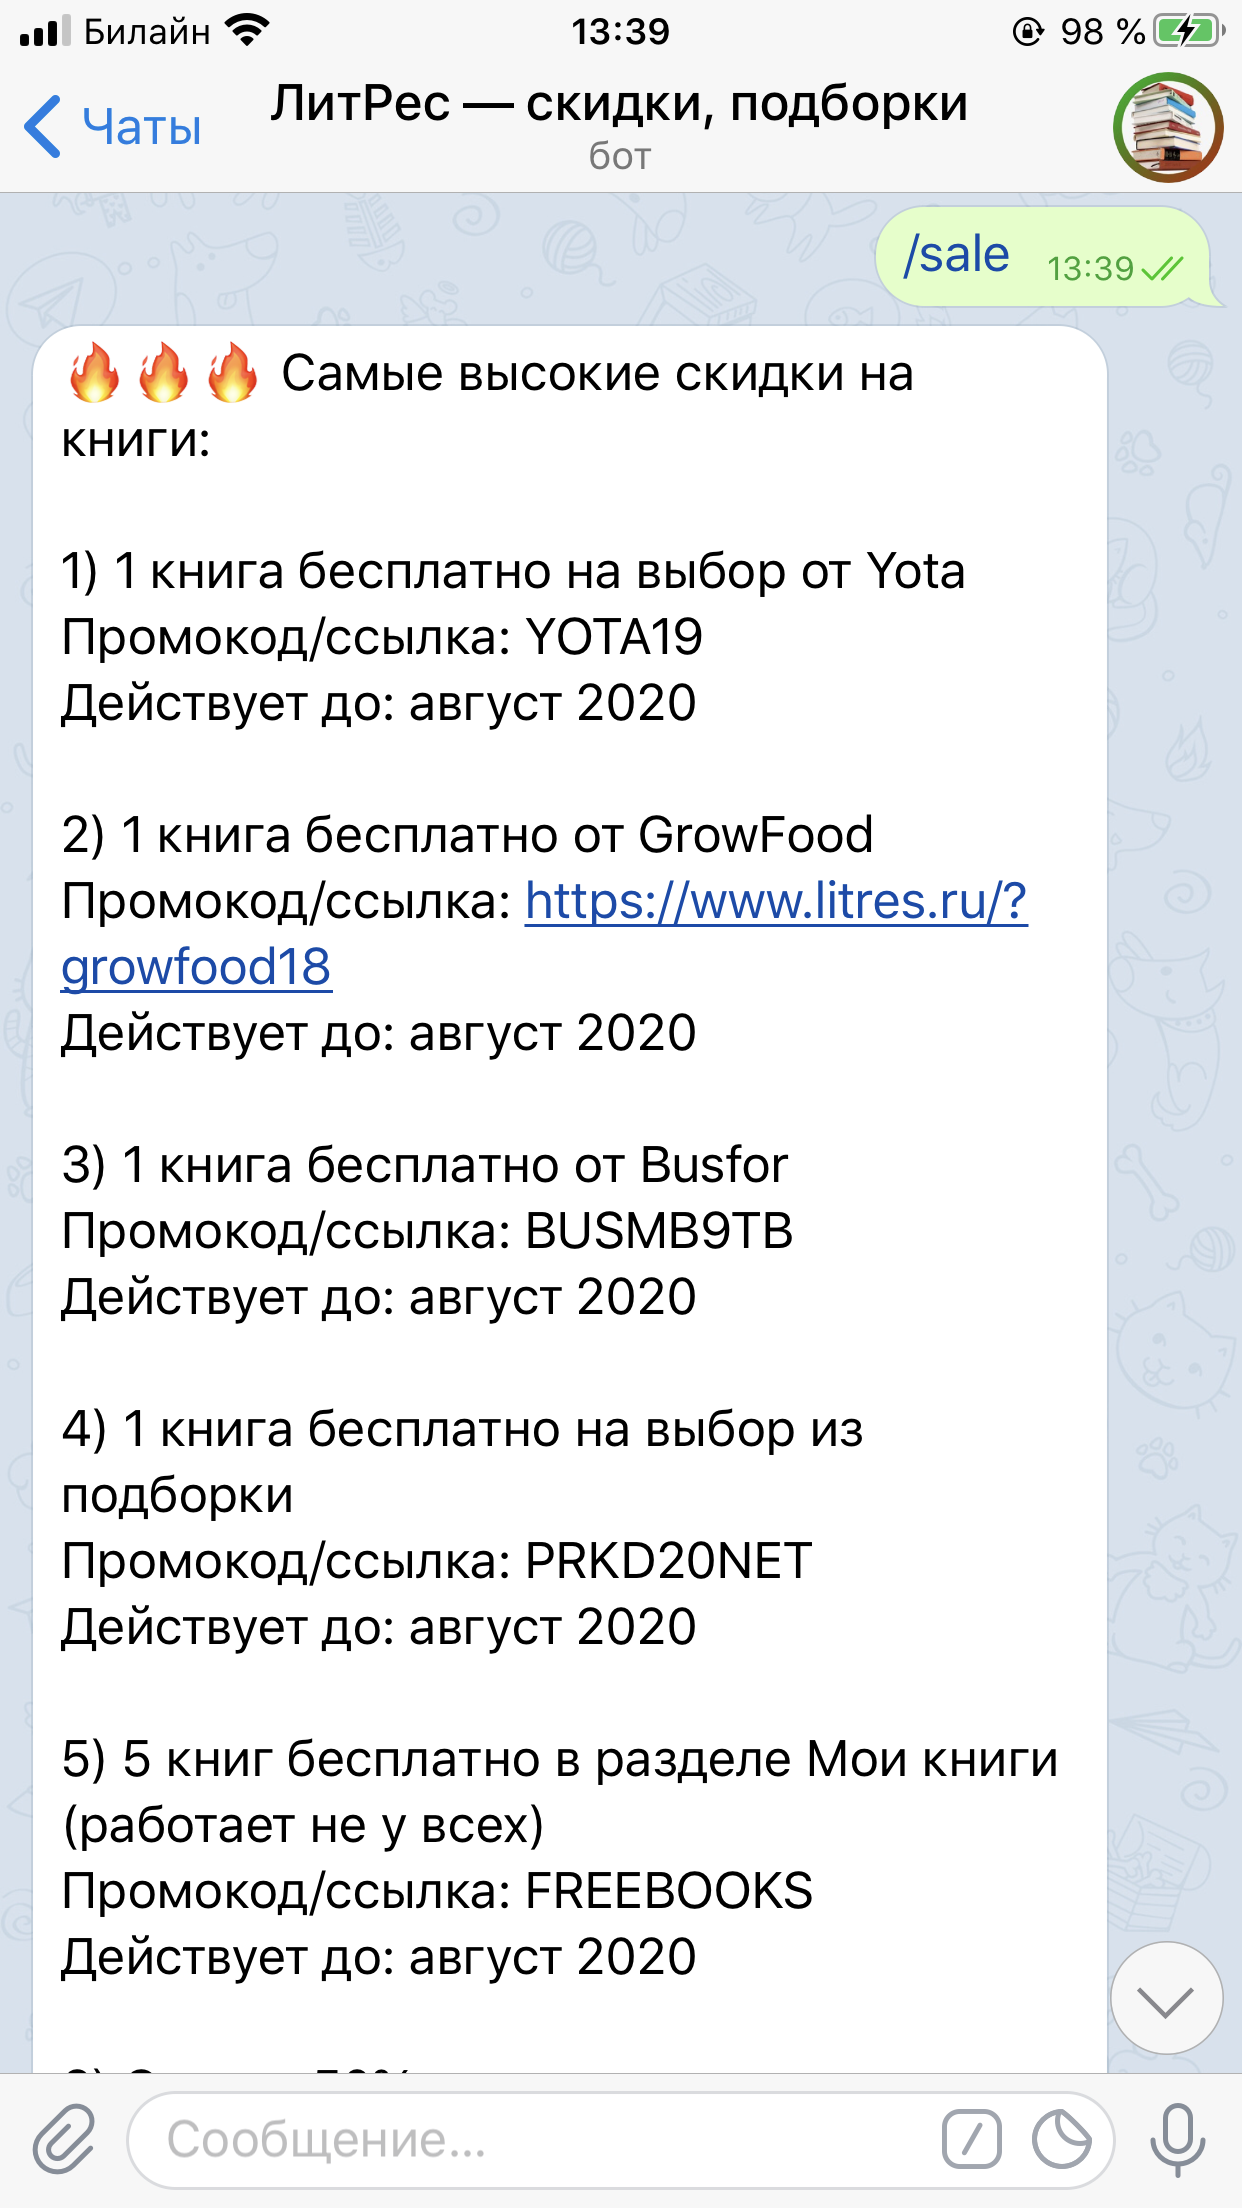 Билайн 13:39 98 %
Чаты
ЛитРес — скидки, подборки
бот
/sale 13:39
Самые высокие скидки на
книги:
1) 1 книга бесплатно на выбор от Yota
Промокод/ссылка: YOTA19
Действует до: август 2020
2) 1 книга бесплатно от GrowFood
Промокод/ссылка: https://www.litres.ru/?
growfood18
Действует до: август 2020
3) 1 книга бесплатно от Busfor
Промокод/ссылка: BUSMB9TB
Действует до: август 2020
4) 1 книга бесплатно на выбор из
подборки
Промокод/ссылка: PRKD20NET
Действует до: август 2020
5) 5 книг бесплатно в разделе Мои книги
(работает не у всех)
Промокод/ссылка: FREEBOOKS
Действует до: август 2020
Сообщение...